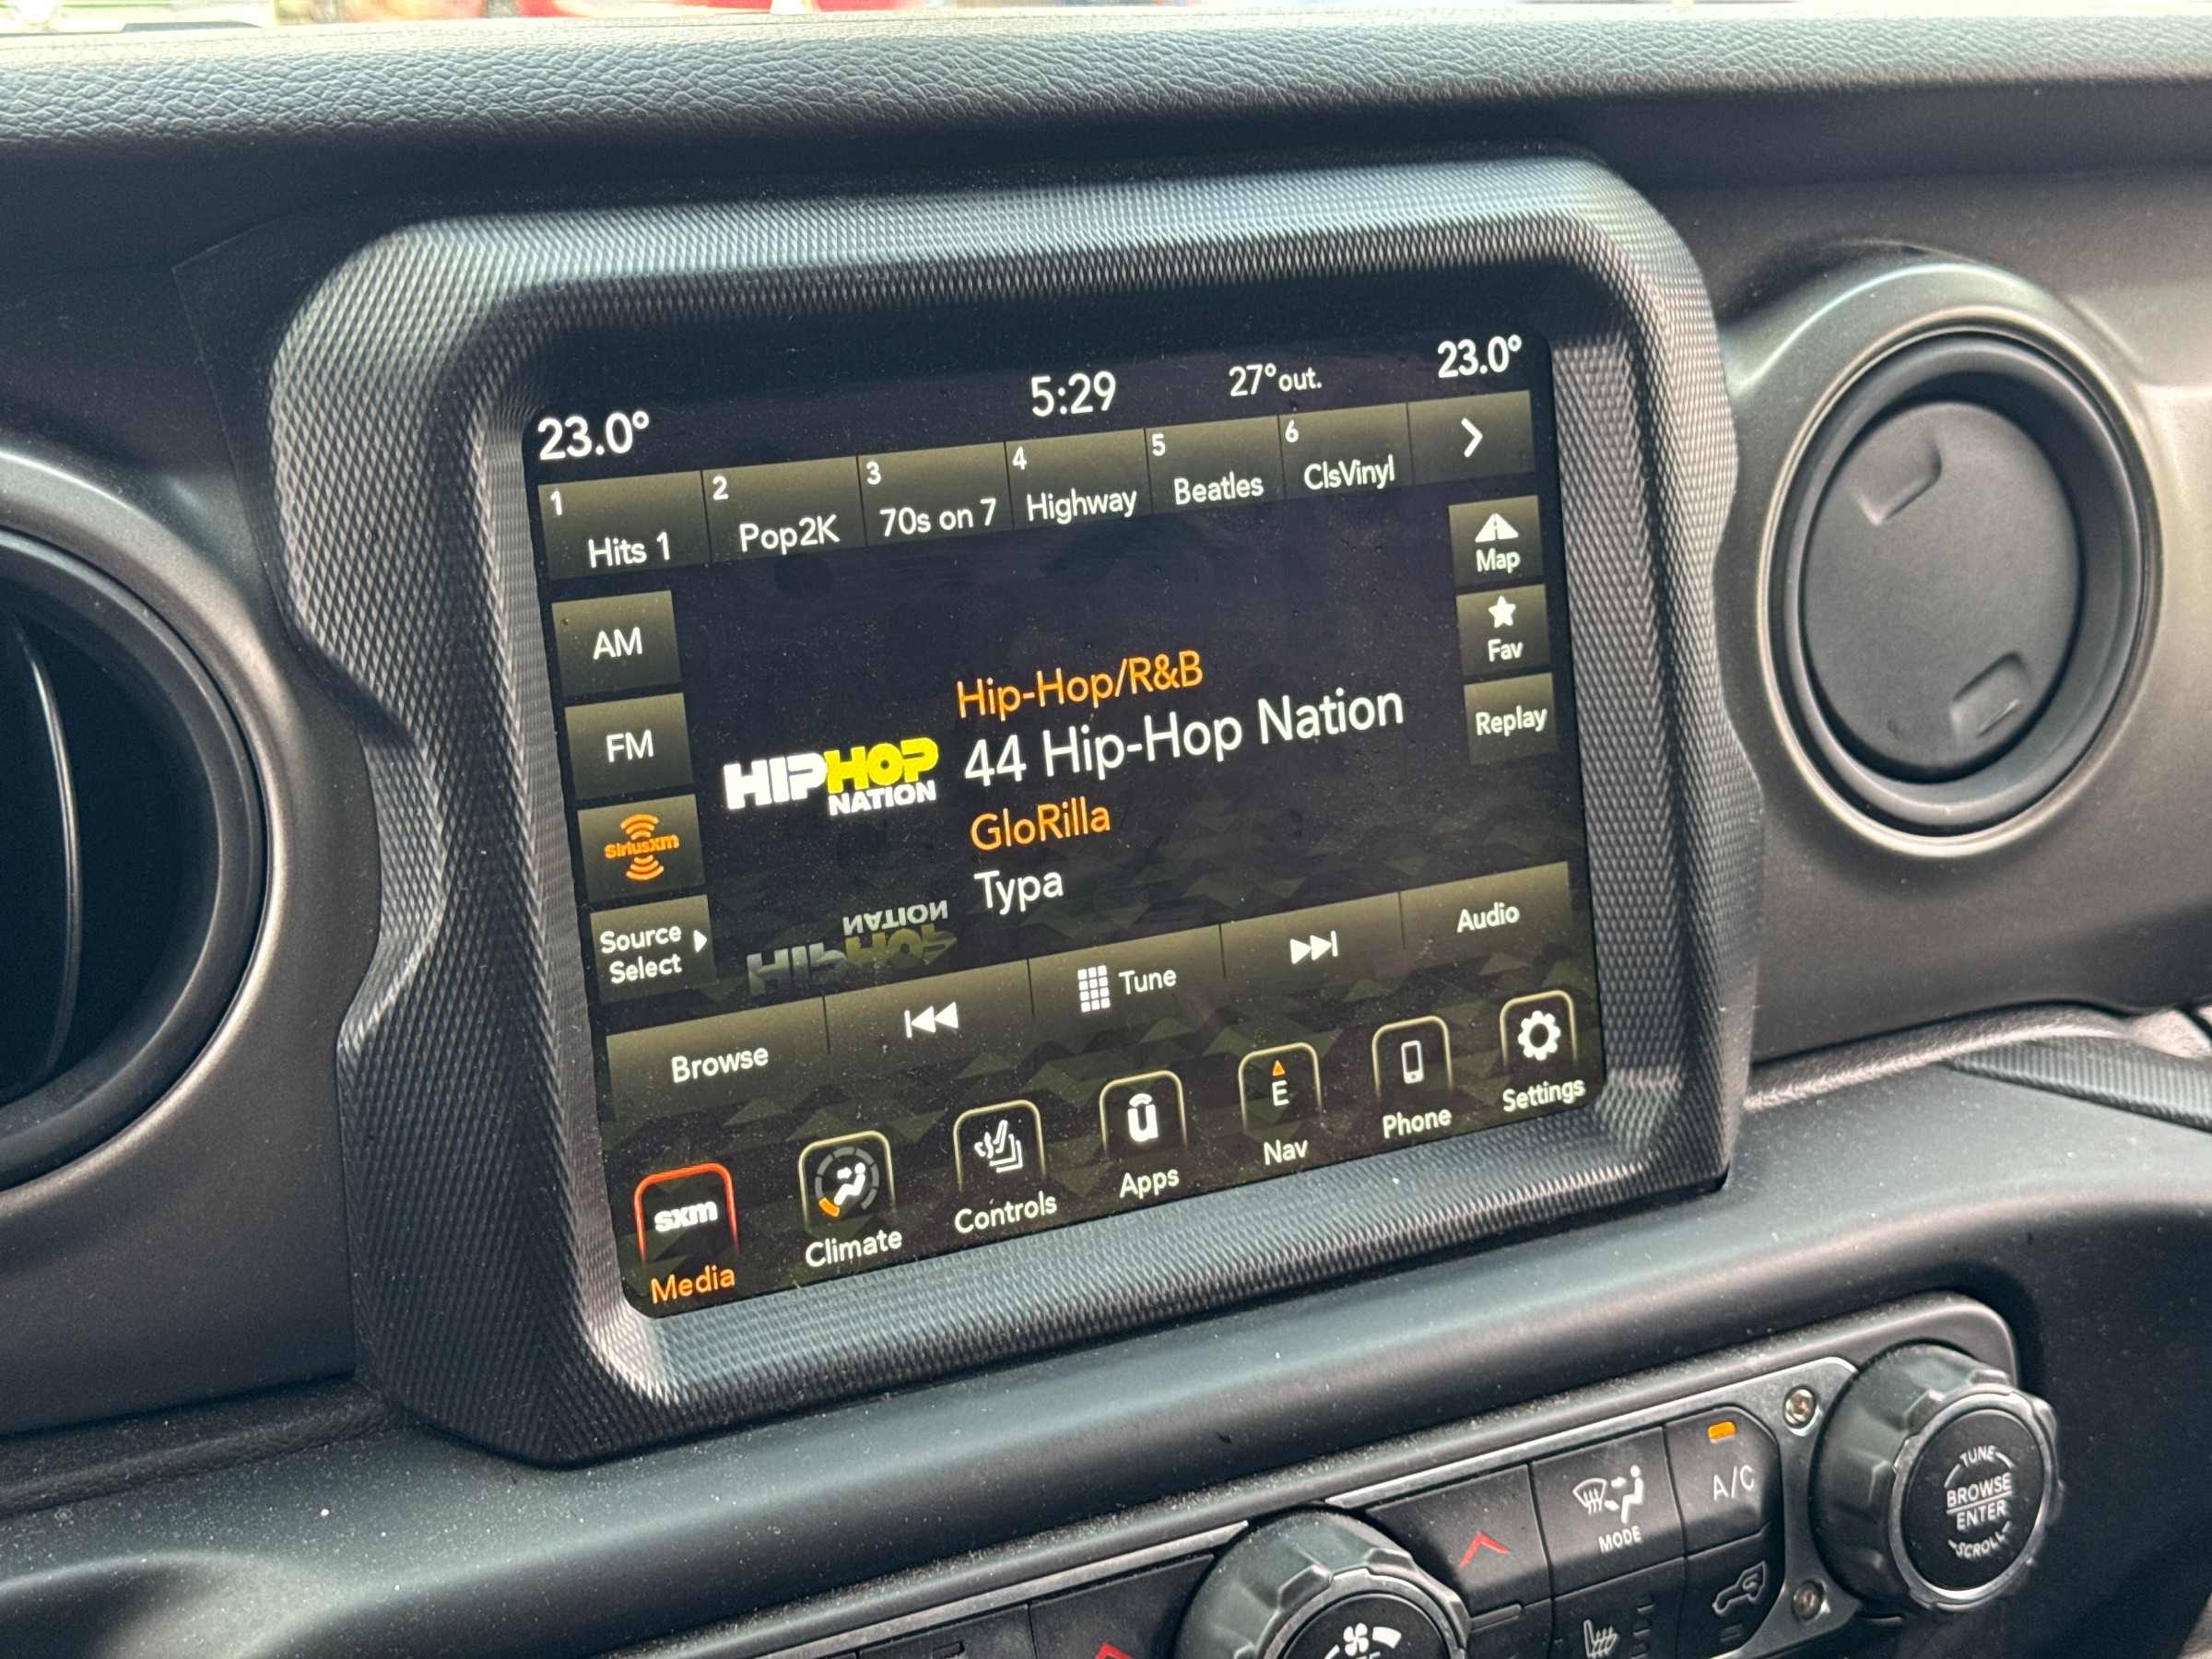 23.0° 5:29 27°out. 23.0°
1 Hits 1
2 Pop2K
3 70s on 7
4 Highway
5 Beatles
6 ClsVinyl
AM
FM
SiriusXM
Source
Select
Map
Fav
Replay
Hip-Hop/R&B
HIPHOP
NATION
44 Hip-Hop Nation
GloRilla
Typa
HIPHOP
NATION
Browse
Tune
Audio
sxm
Media
Climate
Controls
Apps
E
Nav
Phone
Settings
MODE
A/C
TUNE
BROWSE
ENTER
SCROLL